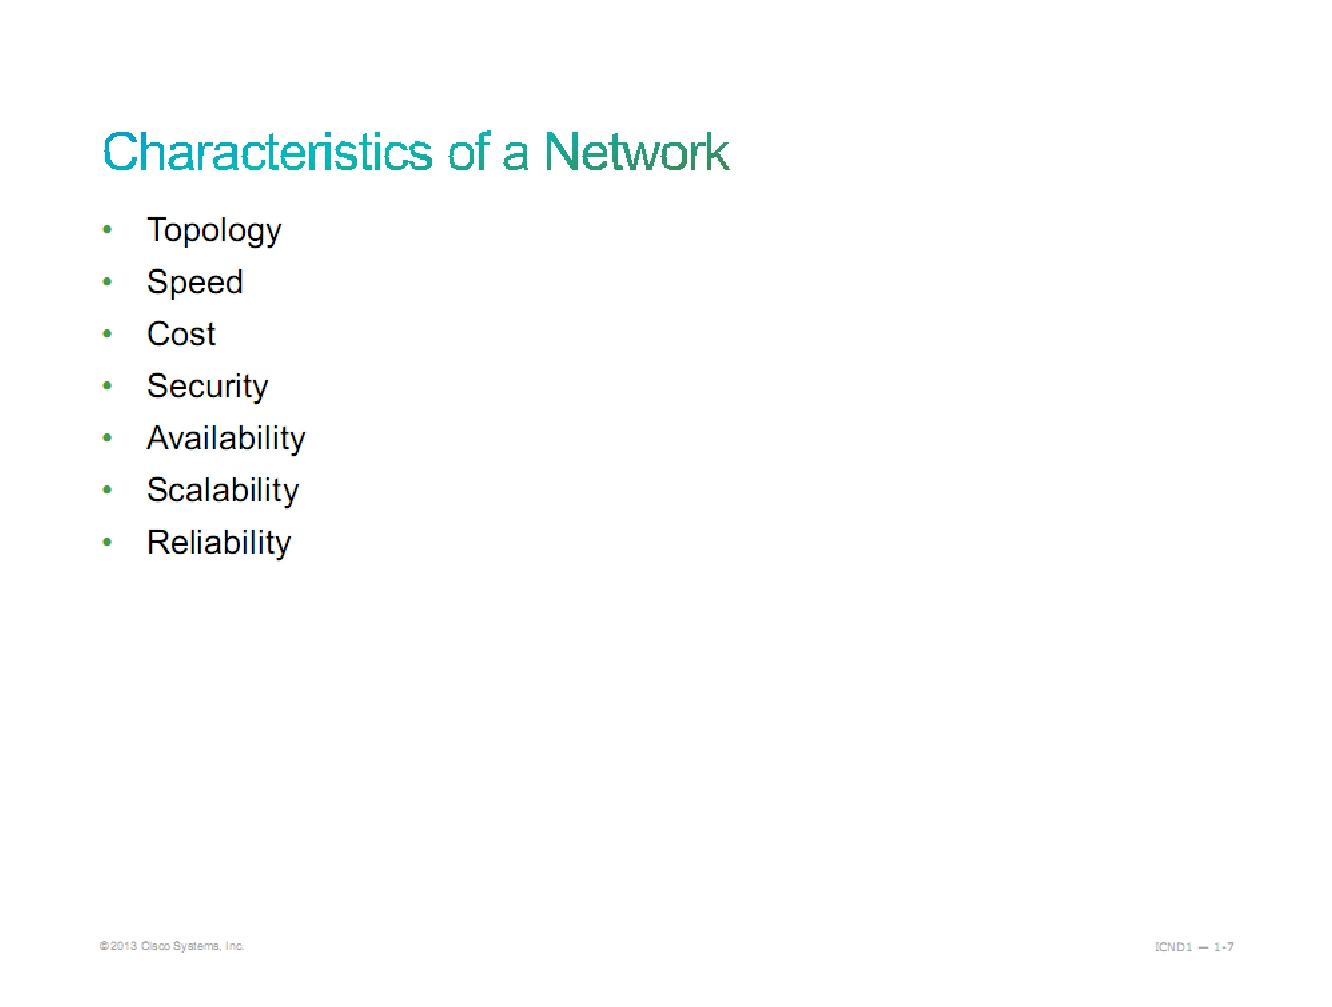 Characteristics of a Network
• Topology
• Speed
• Cost
• Security
• Availability
• Scalability
• Reliability
©2013 Cisco Systems, Inc.
ICND1 — 1-7